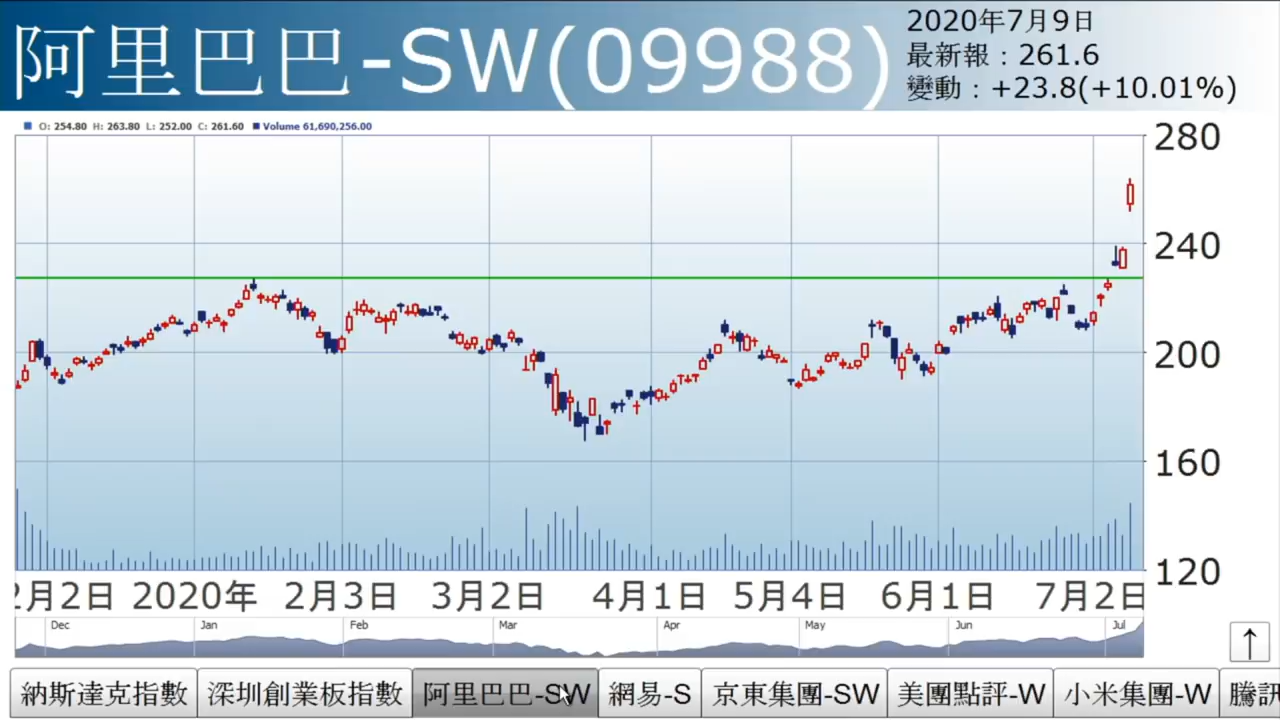 阿里巴巴-SW(09988)
2020年7月9日
最新報：261.6
變動：+23.8(+10.01%)
O: 254.80 H: 263.80 L: 252.00 C: 261.60 Volume 61,690,256.00
280
240
200
160
120
2月2日 2020年 2月3日 3月2日 4月1日 5月4日 6月1日 7月2日
Dec Jan Feb Mar Apr May Jun Jul
↑
納斯達克指數 深圳創業板指數 阿里巴巴-SW 網易-S 京東集團-SW 美團點評-W 小米集團-W 騰訊